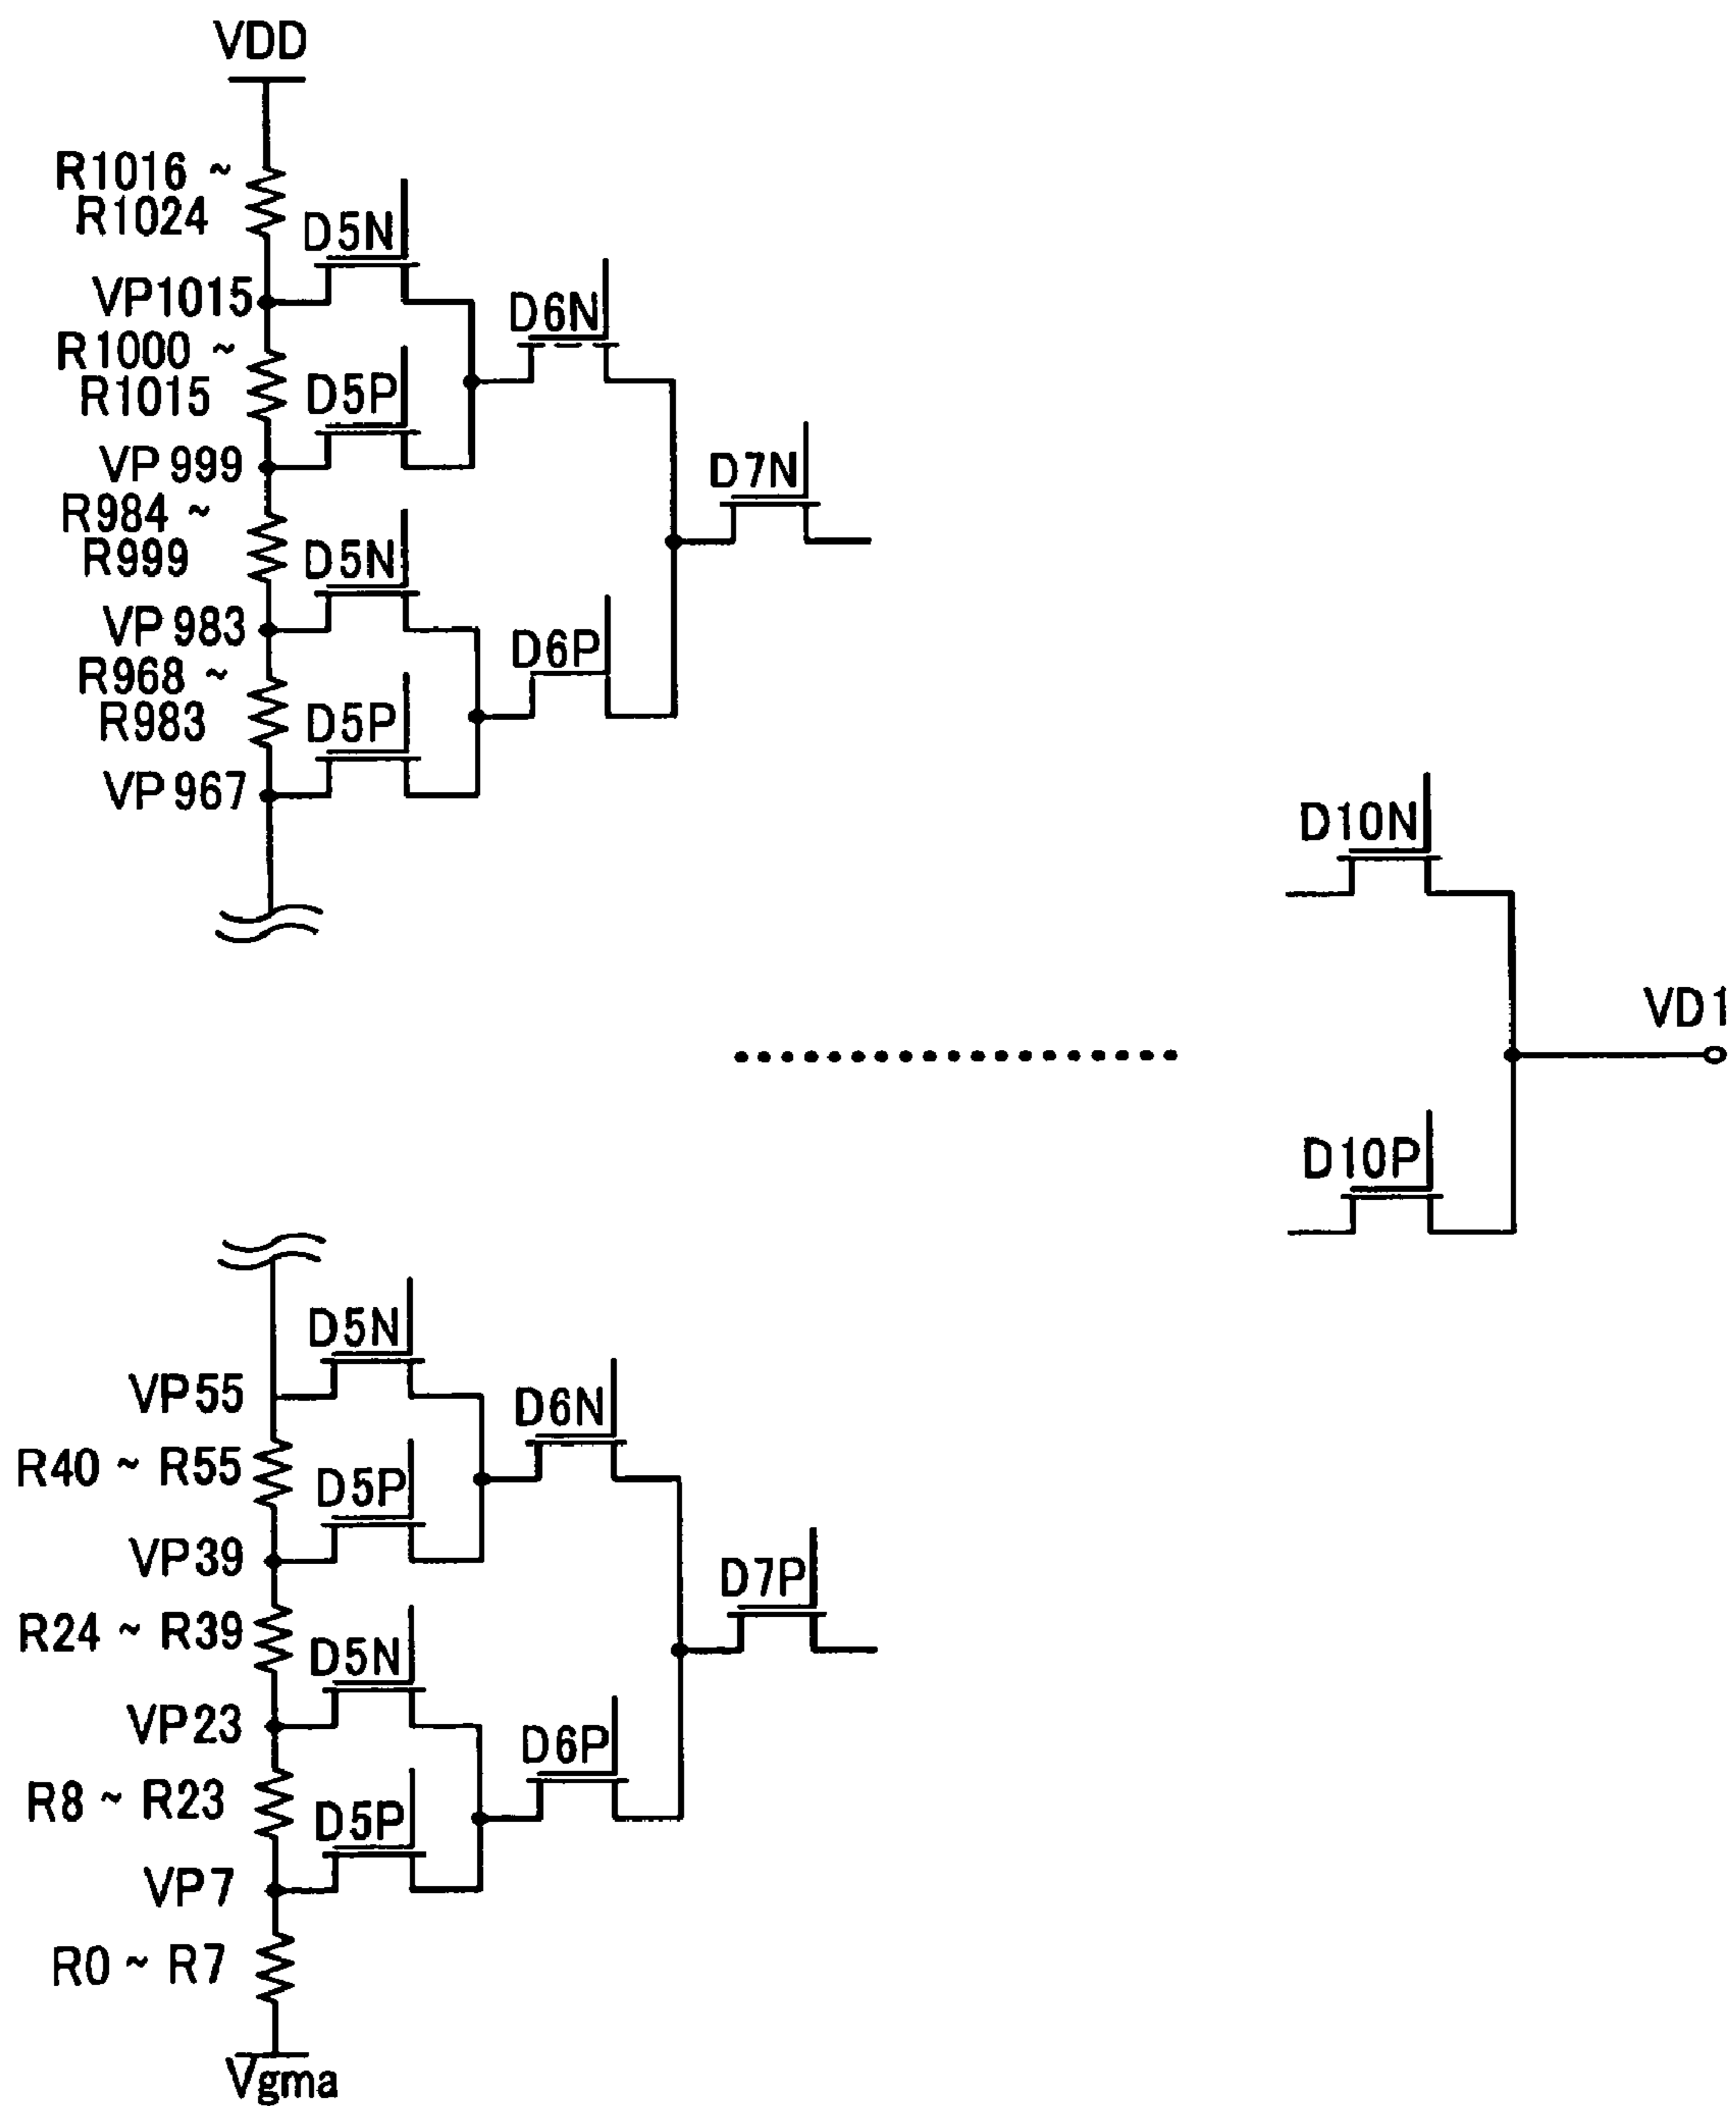 VDD
R1016 ~
R1024
D5N
VP1015
D6N
R1000 ~
R1015
D5P
VP999
D7N
R984 ~
R999
D5N
VP983
D6P
R968 ~
R983
D5P
VP967
D10N
VD1
D10P
D5N
VP55
D6N
R40 ~ R55
D5P
VP39
D7P
R24 ~ R39
D5N
VP23
D6P
R8 ~ R23
D5P
VP7
R0 ~ R7
Vgma